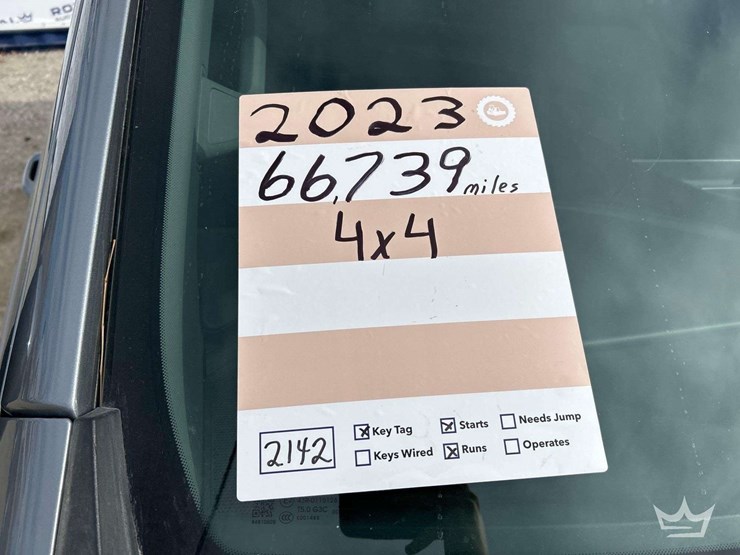 2023
66,739 miles
4x4
2142
Key Tag
Starts
Needs Jump
Keys Wired
Runs
Operates